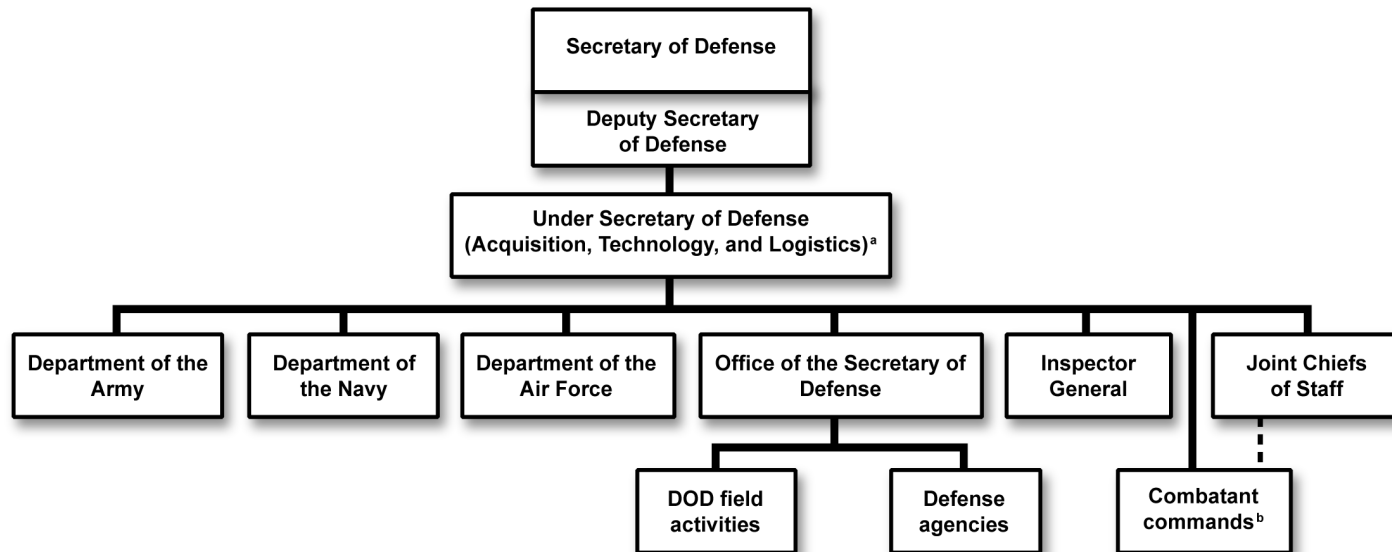 Secretary of Defense
Deputy Secretary
of Defense
Under Secretary of Defense
(Acquisition, Technology, and Logistics)ᵃ
Department of the
Army
Department of
the Navy
Department of the
Air Force
Office of the Secretary of
Defense
Inspector
General
Joint Chiefs
of Staff
DOD field
activities
Defense
agencies
Combatant
commandsᵇ